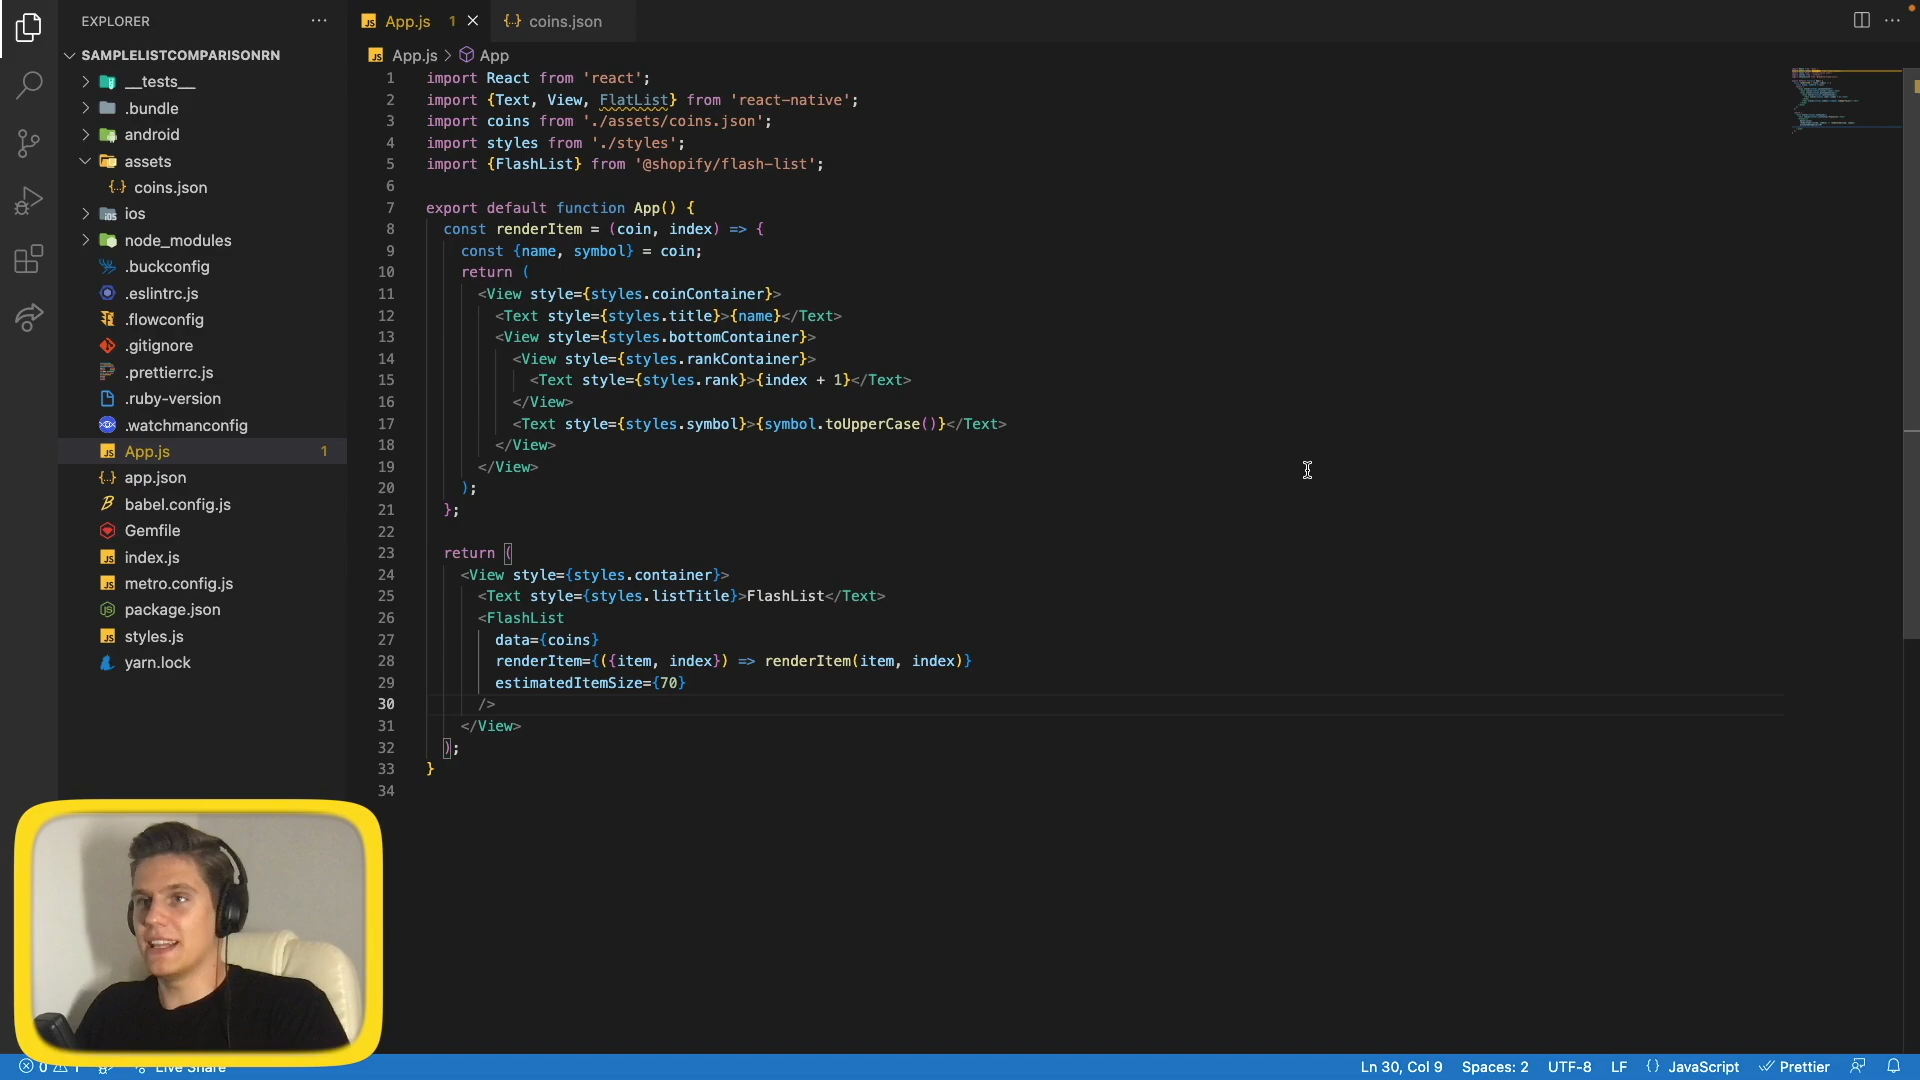 EXPLORER
SAMPLELISTCOMPARISONRN
__tests__
.bundle
android
assets
coins.json
ios
node_modules
.buckconfig
.eslintrc.js
.flowconfig
.gitignore
.prettierrc.js
.ruby-version
.watchmanconfig
App.js 1
app.json
babel.config.js
Gemfile
index.js
metro.config.js
package.json
styles.js
yarn.lock
App.js 1 coins.json
App.js App
1 import React from 'react';
2 import {Text, View, FlatList} from 'react-native';
3 import coins from './assets/coins.json';
4 import styles from './styles';
5 import {FlashList} from '@shopify/flash-list';
6
7 export default function App() {
8 const renderItem = (coin, index) => {
9 const {name, symbol} = coin;
10 return (
11 <View style={styles.coinContainer}>
12 <Text style={styles.title}>{name}</Text>
13 <View style={styles.bottomContainer}>
14 <View style={styles.rankContainer}>
15 <Text style={styles.rank}>{index + 1}</Text>
16 </View>
17 <Text style={styles.symbol}>{symbol.toUpperCase()}</Text>
18 </View>
19 </View>
20 );
21 };
22
23 return (
24 <View style={styles.container}>
25 <Text style={styles.listTitle}>FlashList</Text>
26 <FlashList
27 data={coins}
28 renderItem={({item, index}) => renderItem(item, index)}
29 estimatedItemSize={70}
30 />
31 </View>
32 );
33 }
34
0 1 Live Share Ln 30, Col 9 Spaces: 2 UTF-8 LF {} JavaScript Prettier